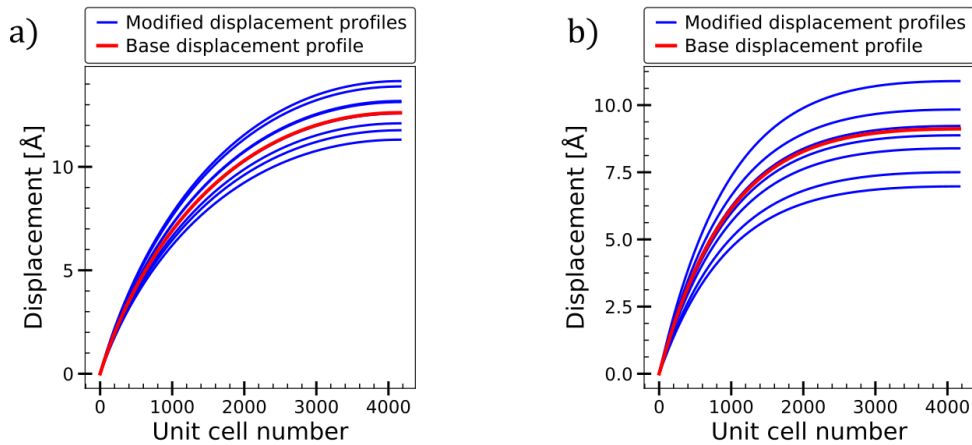 a)
Modified displacement profiles
Base displacement profile
Displacement [Å]
10
5
0
0 1000 2000 3000 4000
Unit cell number
b)
Modified displacement profiles
Base displacement profile
Displacement [Å]
10.0
7.5
5.0
2.5
0.0
0 1000 2000 3000 4000
Unit cell number